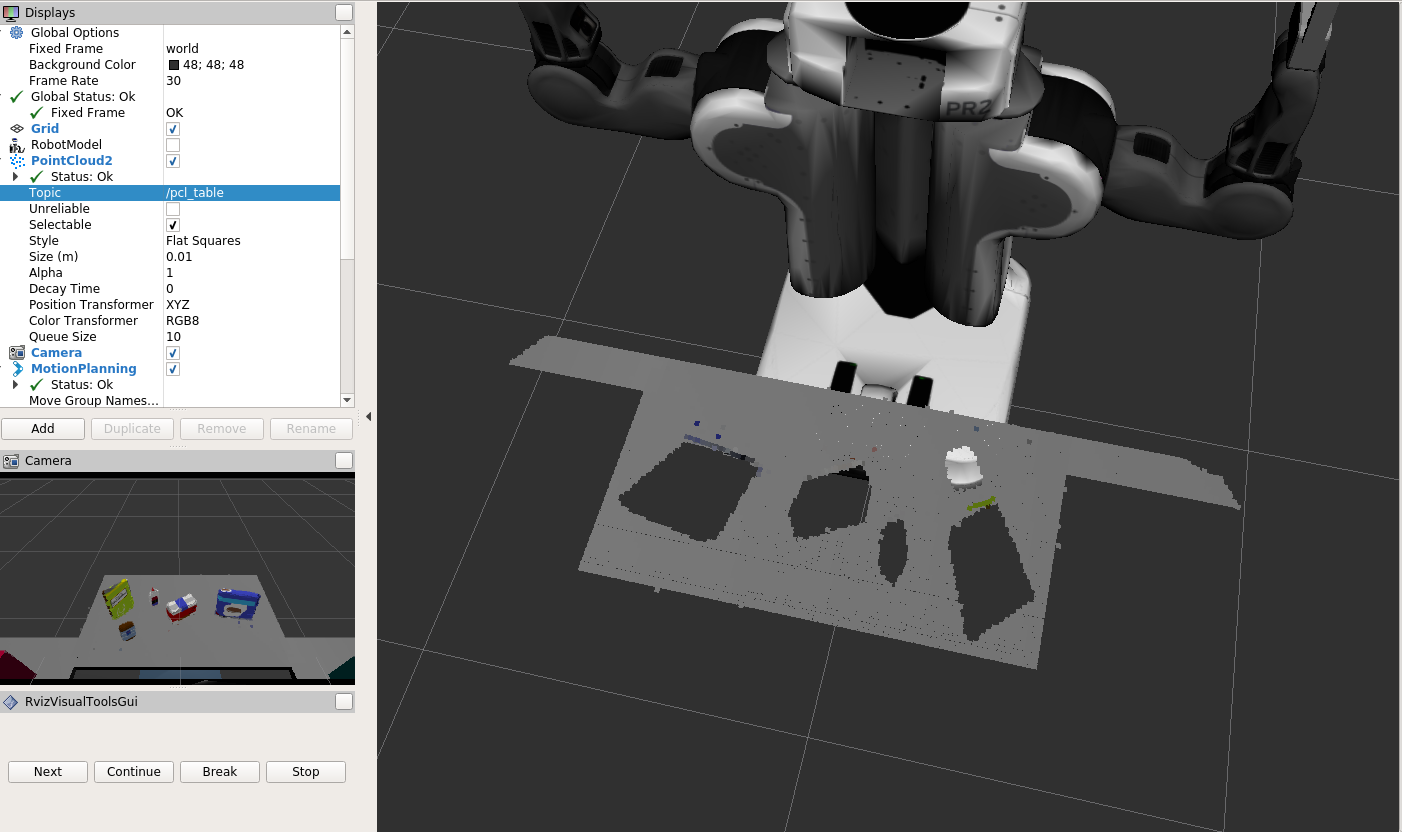 Displays
Global Options
Fixed Frame world
Background Color 48; 48; 48
Frame Rate 30
Global Status: Ok
Fixed Frame OK
Grid
RobotModel
PointCloud2
Status: Ok
Topic /pcl_table
Unreliable
Selectable
Style Flat Squares
Size (m) 0.01
Alpha 1
Decay Time 0
Position Transformer XYZ
Color Transformer RGB8
Queue Size 10
Camera
MotionPlanning
Status: Ok
Move Group Names...
Add Duplicate Remove Rename
Camera
RvizVisualToolsGui
Next Continue Break Stop
PR2